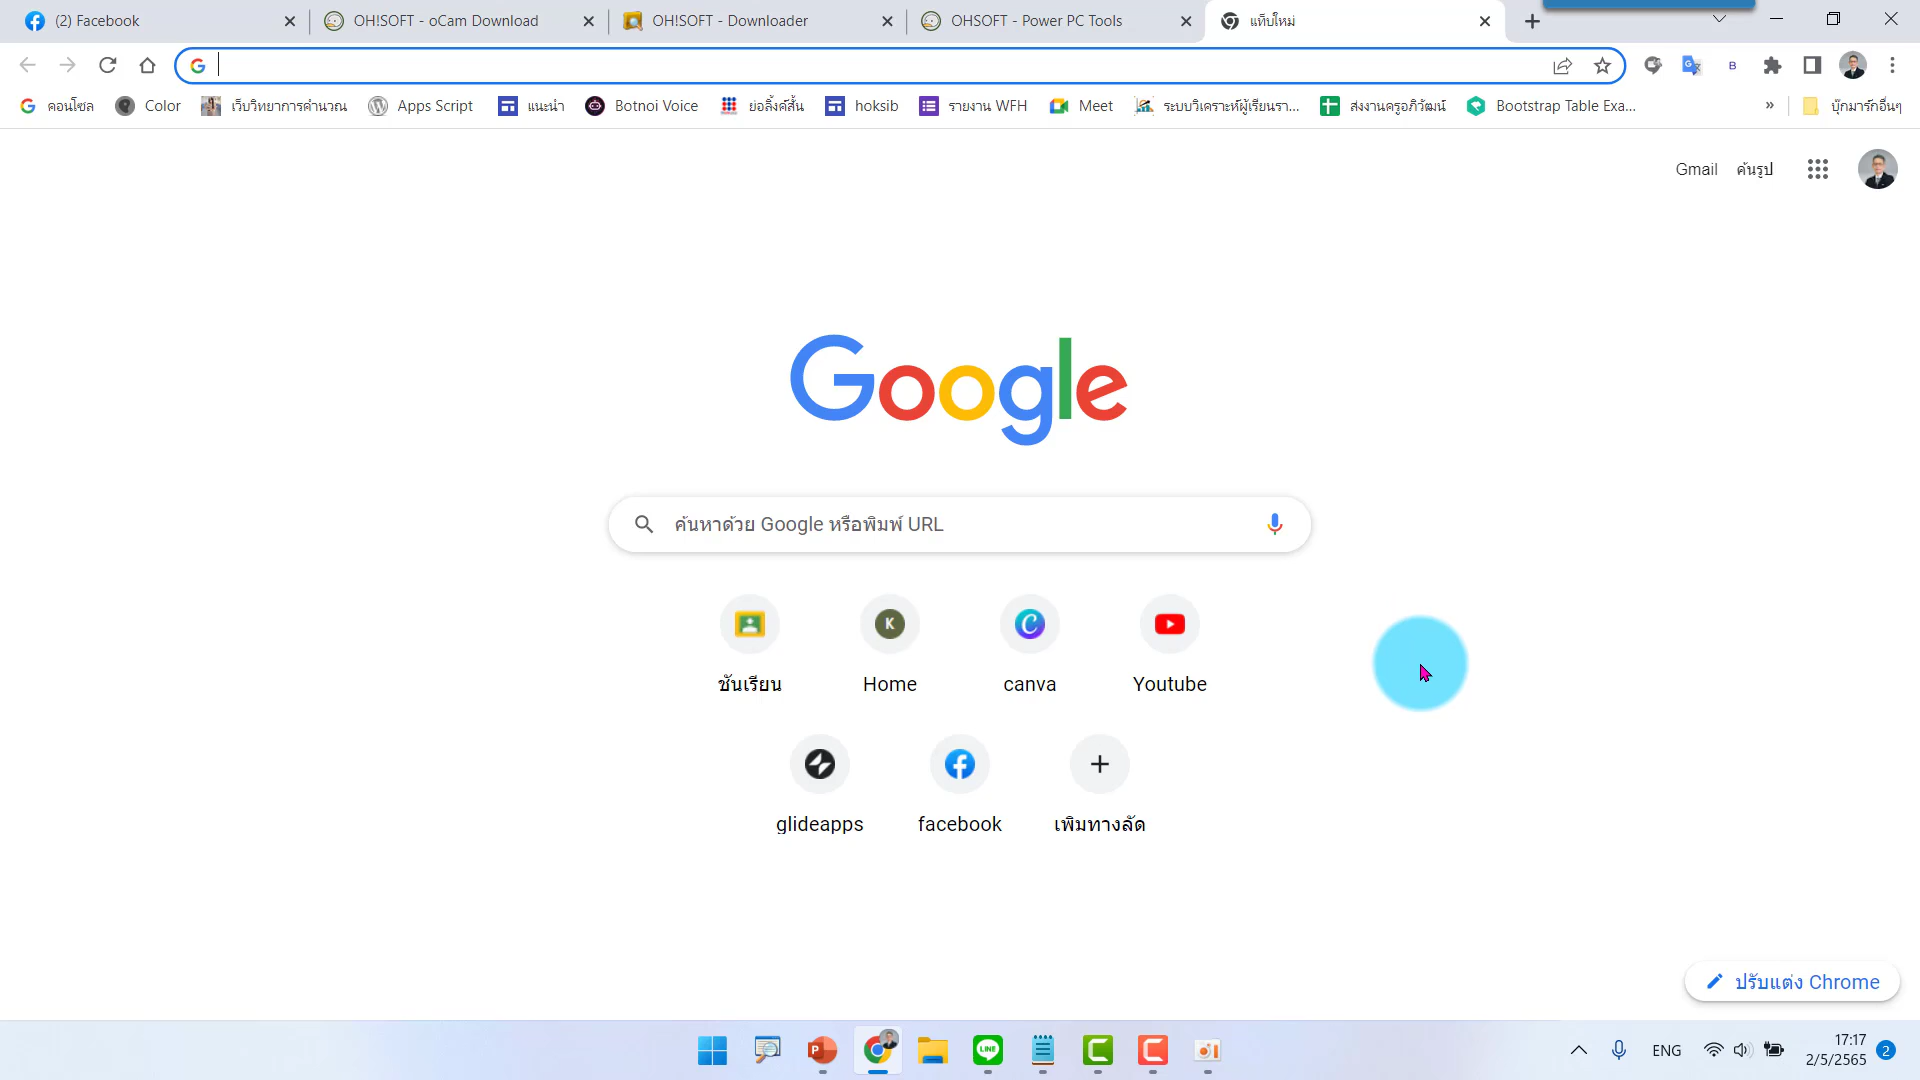 (2) Facebook
OH!SOFT - oCam Download
OH!SOFT - Downloader
OHSOFT - Power PC Tools
แท็บใหม่
คอนโซล
Color
เว็บวิทยาการคำนวณ
Apps Script
แนะนำ
Botnoi Voice
ย่อลิ้งค์สั้น
hoksib
รายงาน WFH
Meet
ระบบวิเคราะห์ผู้เรียนรา...
ส่งงานครูอภิวัฒน์
Bootstrap Table Exa...
»
บุ๊กมาร์กอื่นๆ
Gmail
ค้นรูป
Google
ค้นหาด้วย Google หรือพิมพ์ URL
K
ชั้นเรียน
Home
canva
Youtube
glideapps
facebook
เพิ่มทางลัด
ปรับแต่ง Chrome
ENG
17:17
2/5/2565
2